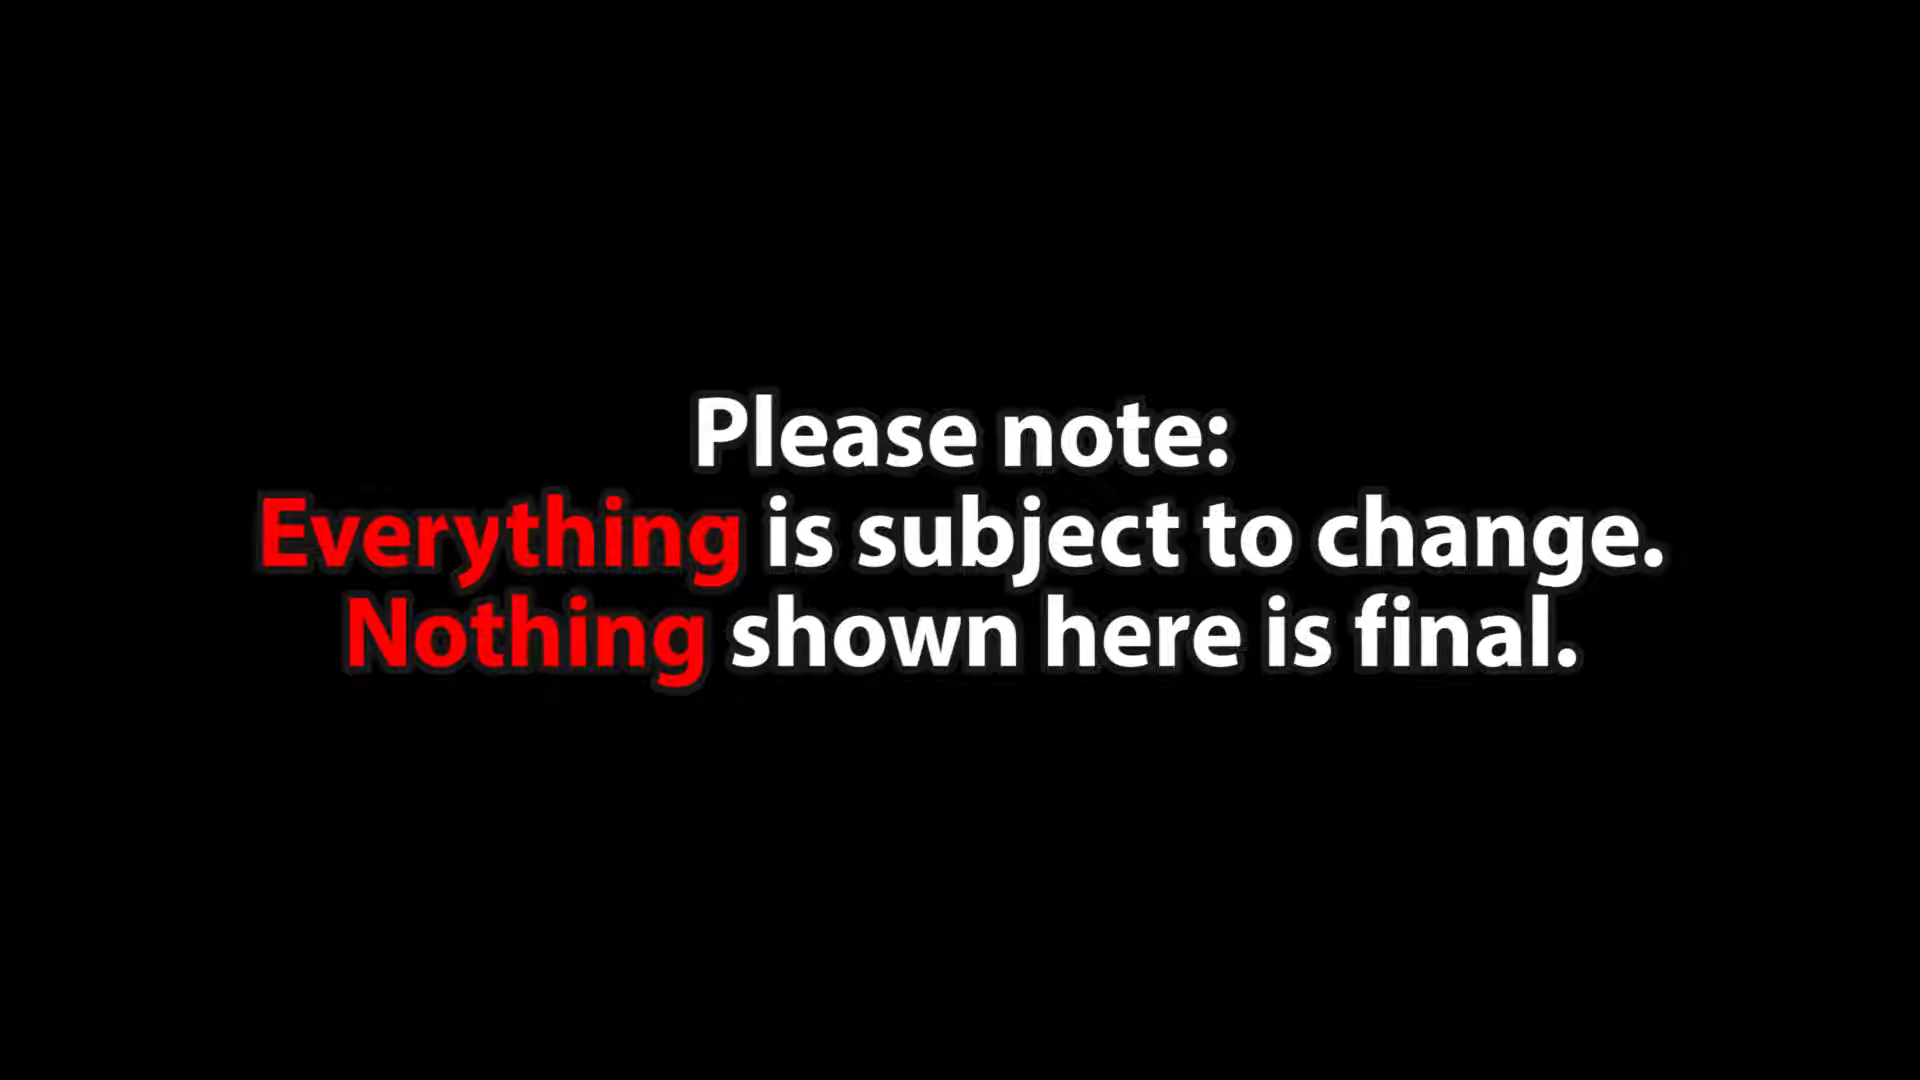 Please note:
Everything is subject to change.
Nothing shown here is final.